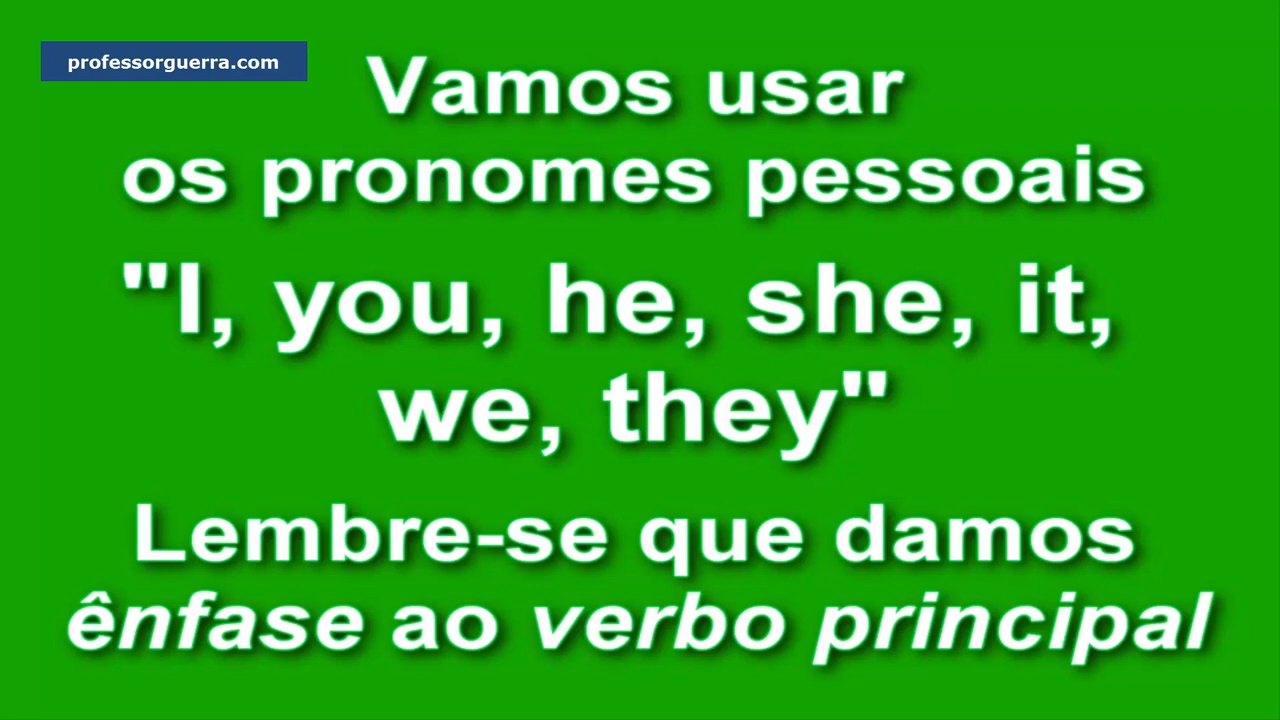 professorguerra.com
Vamos usar
os pronomes pessoais
"I, you, he, she, it,
we, they"
Lembre-se que damos
ênfase ao verbo principal